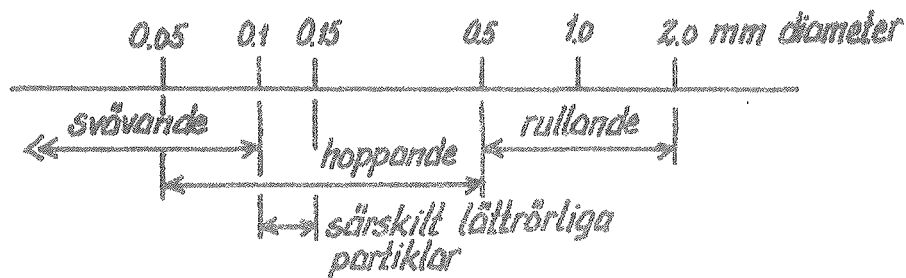 0.05 0.1 0.15 0.5 1.0 2.0 mm diameter
svävande rullande
hoppande
särskilt lättrörliga
partiklar